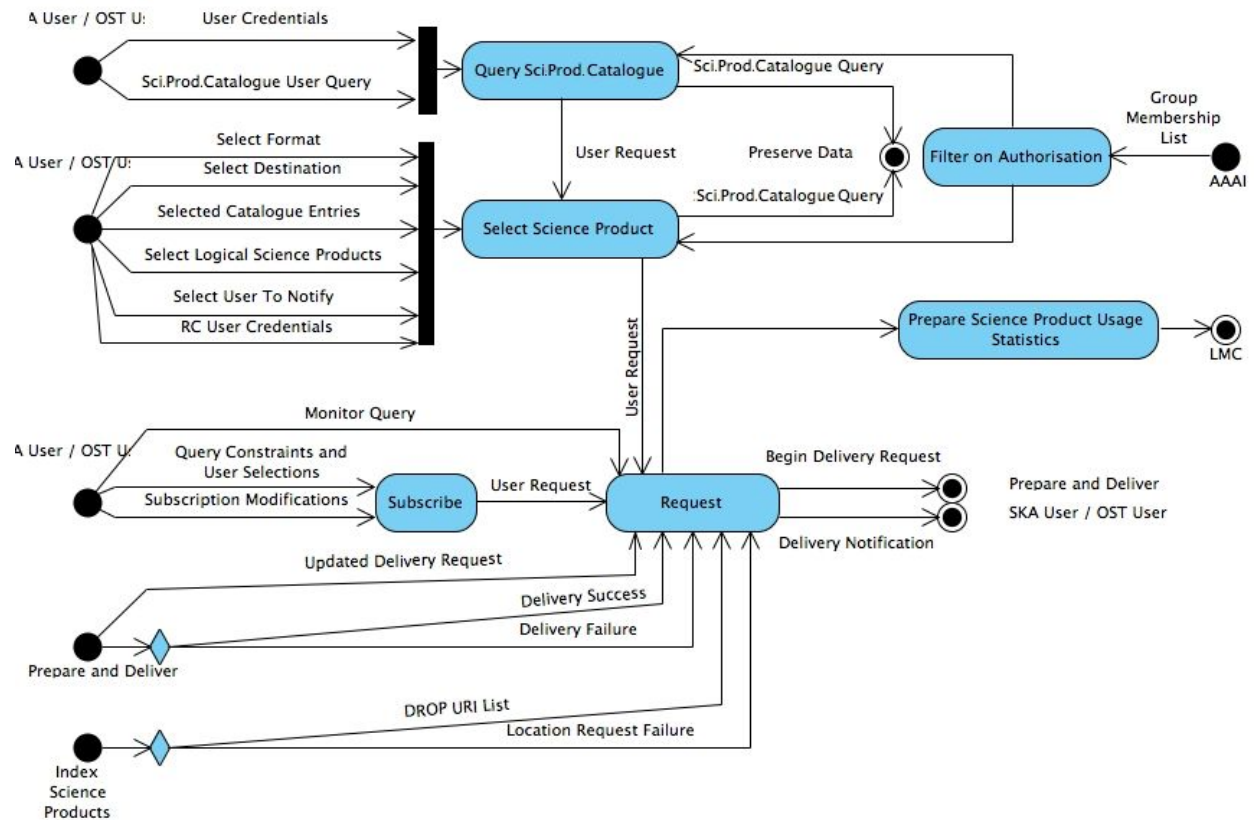 A User / OST U:
User Credentials
Sci.Prod.Catalogue User Query
Query Sci.Prod.Catalogue
Sci.Prod.Catalogue Query
Group
Membership
List
Select Format
A User / OST U:
Select Destination
User Request
Preserve Data
Filter on Authorisation
AAAI
Selected Catalogue Entries
Sci.Prod.Catalogue Query
Select Science Product
Select Logical Science Products
Select User To Notify
RC User Credentials
User Request
Prepare Science Product Usage
Statistics
LMC
Monitor Query
A User / OST U:
Query Constraints and
User Selections
Subscription Modifications
Subscribe
User Request
Request
Begin Delivery Request
Prepare and Deliver
SKA User / OST User
Delivery Notification
Updated Delivery Request
Delivery Success
Delivery Failure
Prepare and Deliver
DROP URI List
Location Request Failure
Index
Science
Products